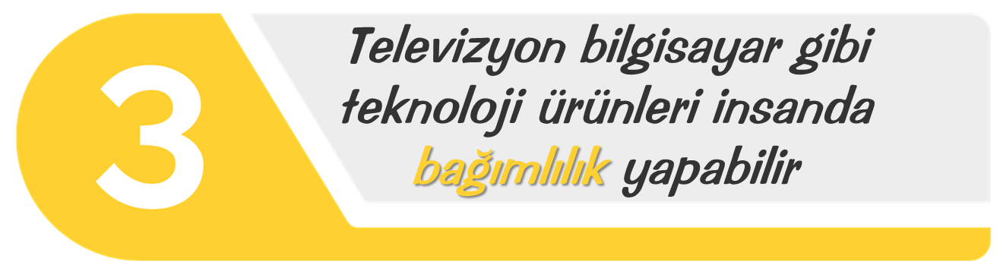 3
Televizyon bilgisayar gibi
teknoloji ürünleri insanda
bağımlılık yapabilir